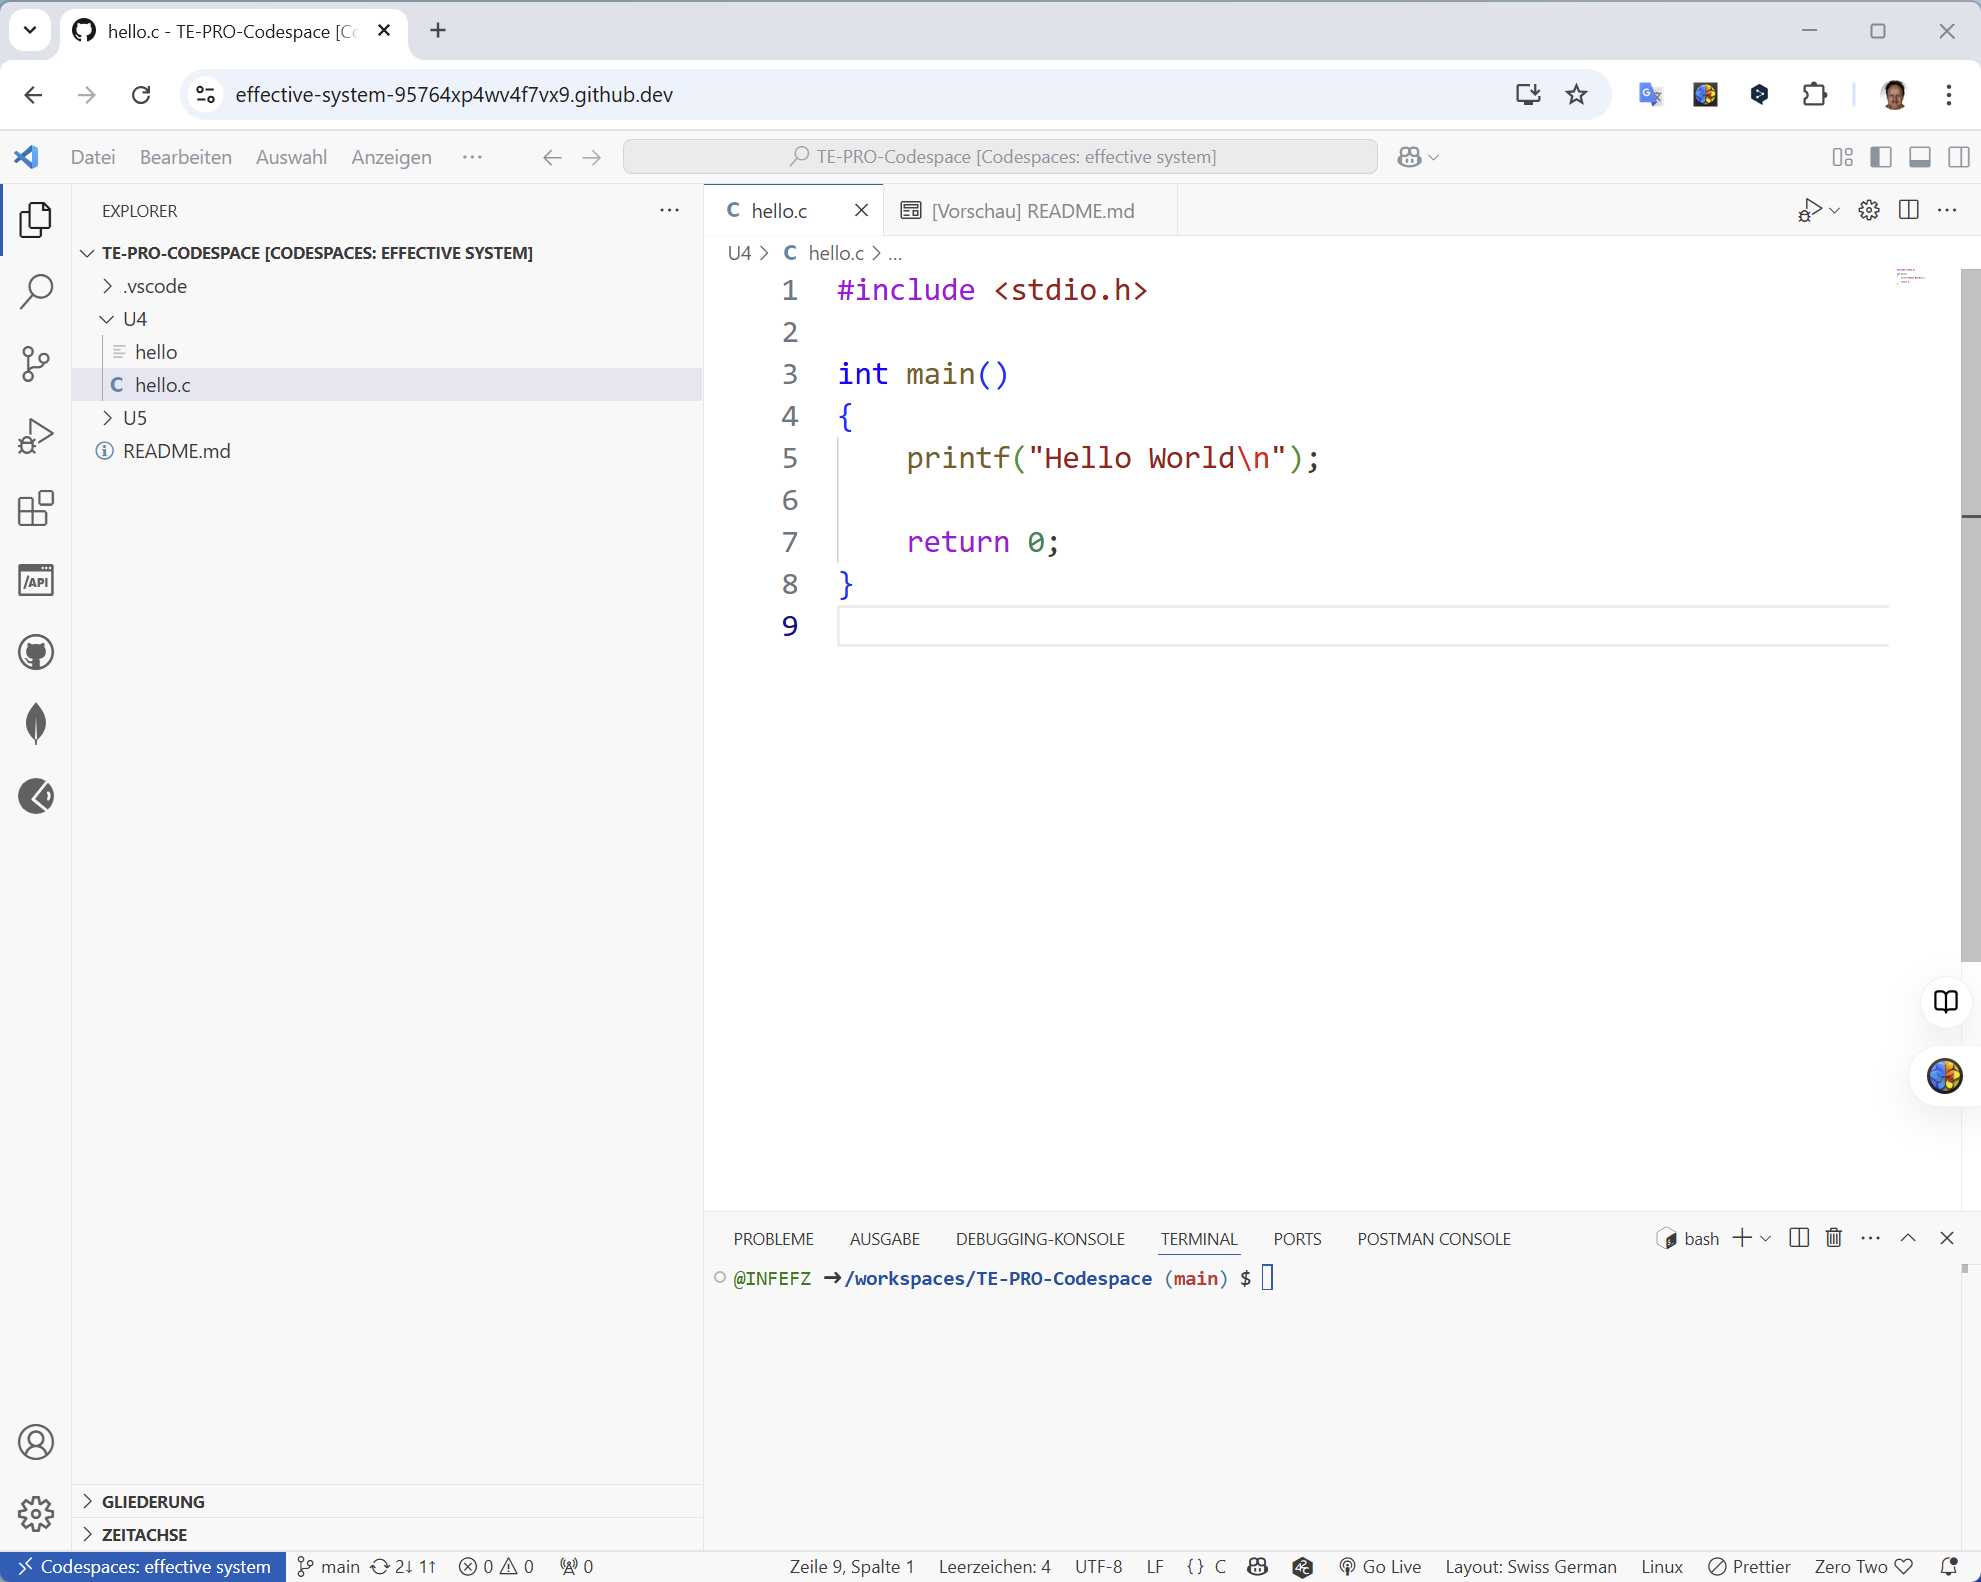 hello.c - TE-PRO-Codespace [Co
effective-system-95764xp4wv4f7vx9.github.dev
Datei Bearbeiten Auswahl Anzeigen ··· TE-PRO-Codespace [Codespaces: effective system]
EXPLORER ···
TE-PRO-CODESPACE [CODESPACES: EFFECTIVE SYSTEM]
.vscode
U4
hello
C hello.c
U5
README.md
/API
GLIEDERUNG
ZEITACHSE
C hello.c [Vorschau] README.md
U4 > C hello.c > ...
1 #include <stdio.h>
2
3 int main()
4 {
5 printf("Hello World\n");
6
7 return 0;
8 }
9
PROBLEME AUSGABE DEBUGGING-KONSOLE TERMINAL PORTS POSTMAN CONSOLE bash
@INFEFZ ➜/workspaces/TE-PRO-Codespace (main) $
Codespaces: effective system main 2↓ 1↑ 0 0 0 Zeile 9, Spalte 1 Leerzeichen: 4 UTF-8 LF {} C Go Live Layout: Swiss German Linux Prettier Zero Two